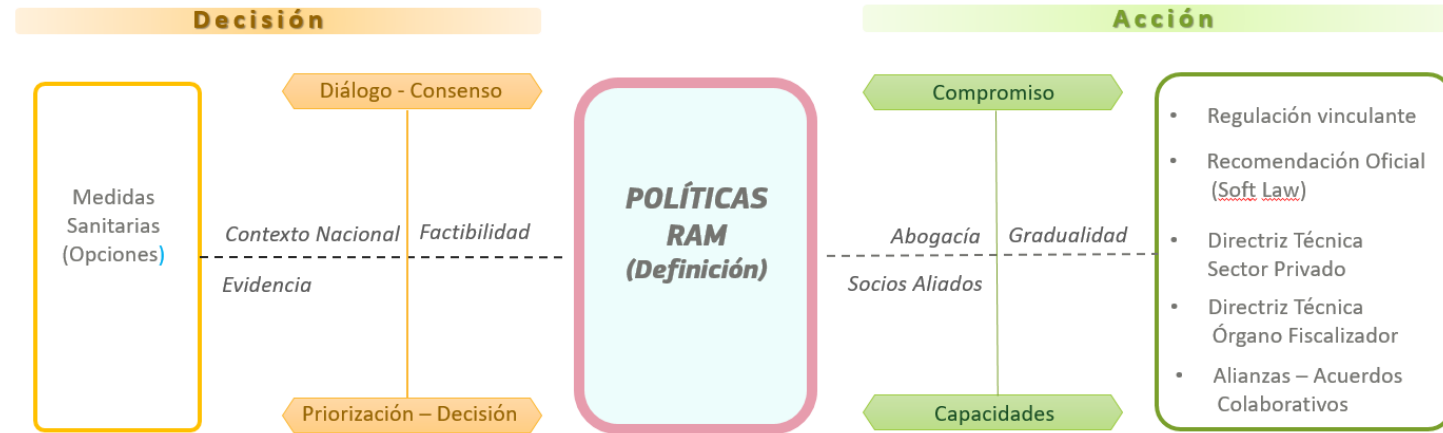 Decisión
Acción
Medidas
Sanitarias
(Opciones)
Diálogo - Consenso
Contexto Nacional
Factibilidad
Evidencia
Priorización – Decisión
POLÍTICAS
RAM
(Definición)
Compromiso
Abogacía
Gradualidad
Socios Aliados
Capacidades
• Regulación vinculante
• Recomendación Oficial
(Soft Law)
• Directriz Técnica
Sector Privado
• Directriz Técnica
Órgano Fiscalizador
• Alianzas – Acuerdos
Colaborativos